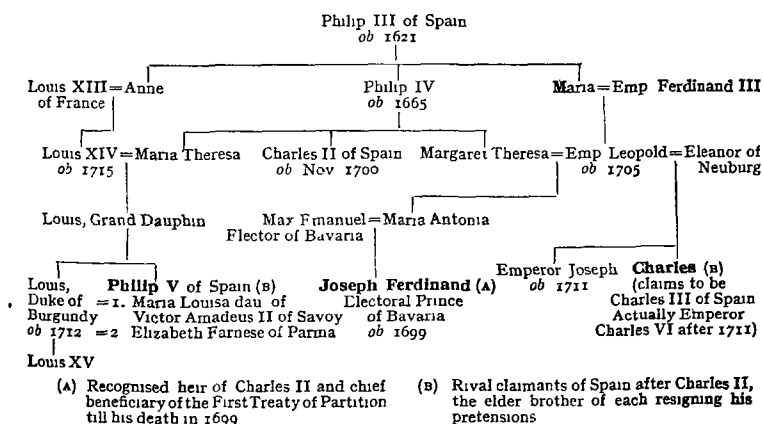 Philip III of Spain
ob 1621
Louis XIII = Anne
of France
Philip IV
ob 1665
Maria = Emp Ferdinand III
Louis XIV = Maria Theresa
ob 1715
Charles II of Spain
ob Nov 1700
Margaret Theresa = Emp Leopold = Eleanor of
ob 1705
Neuburg
Louis, Grand Dauphin
Max Emanuel = Maria Antonia
Elector of Bavaria
Louis,
Duke of
Burgundy
ob 1712
Philip V of Spain (B)
=1. Maria Louisa dau of
Victor Amadeus II of Savoy
=2 Elizabeth Farnese of Parma
Joseph Ferdinand (A)
Electoral Prince
of Bavaria
ob 1699
Emperor Joseph
ob 1711
Charles (B)
(claims to be
Charles III of Spain
Actually Emperor
Charles VI after 1711)
Louis XV
(A) Recognised heir of Charles II and chief
beneficiary of the First Treaty of Partition
till his death in 1699
(B) Rival claimants of Spain after Charles II,
the elder brother of each resigning his
pretensions